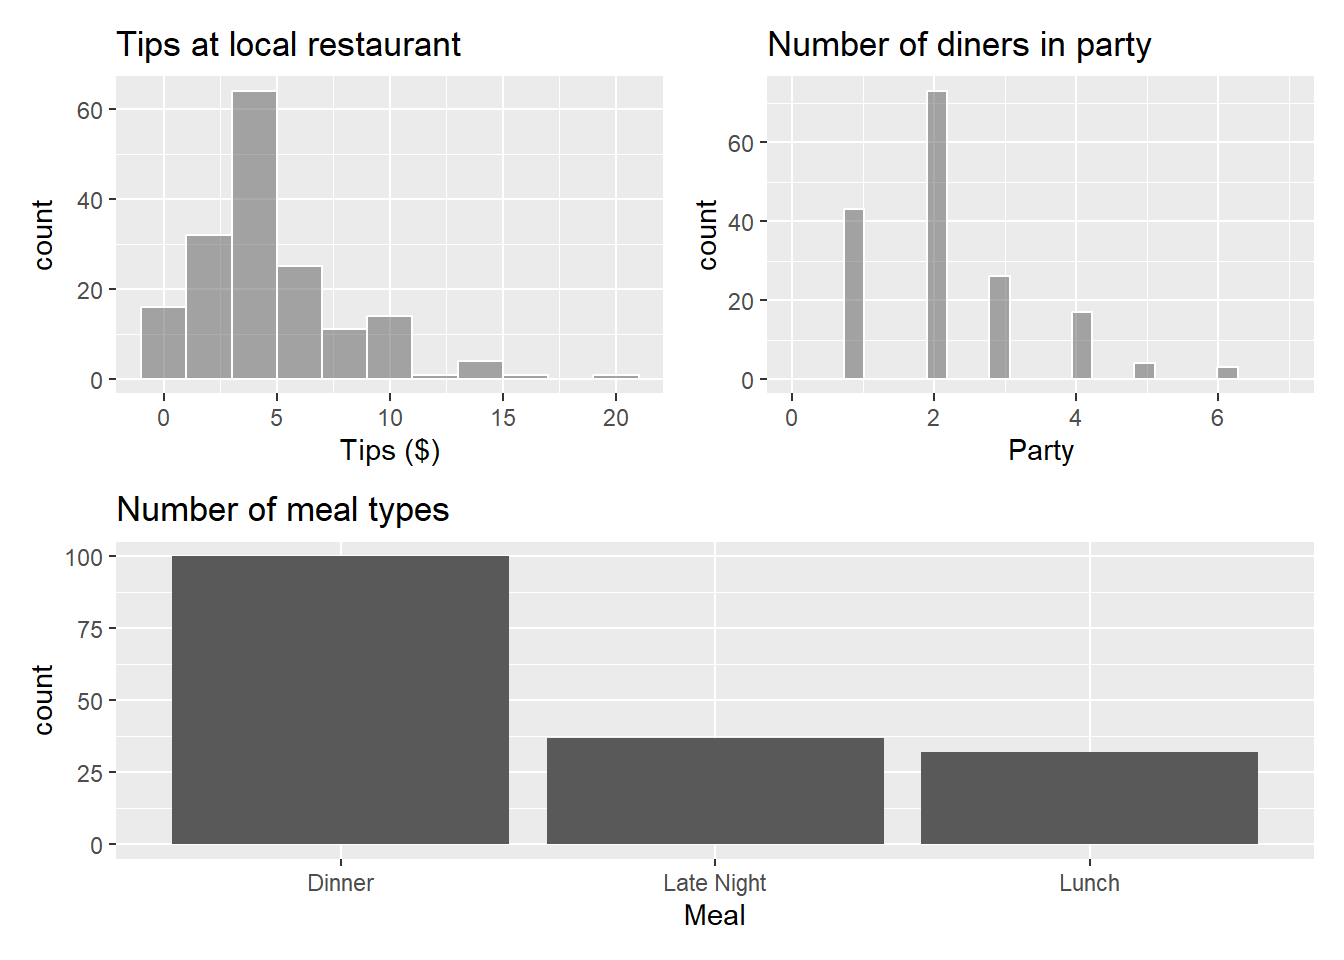 Tips at local restaurant
60
40
20
0
count
0 5 10 15 20
Tips ($)
Number of diners in party
60
40
20
0
count
0 2 4 6
Party
Number of meal types
100
75
50
25
0
count
Dinner Late Night Lunch
Meal